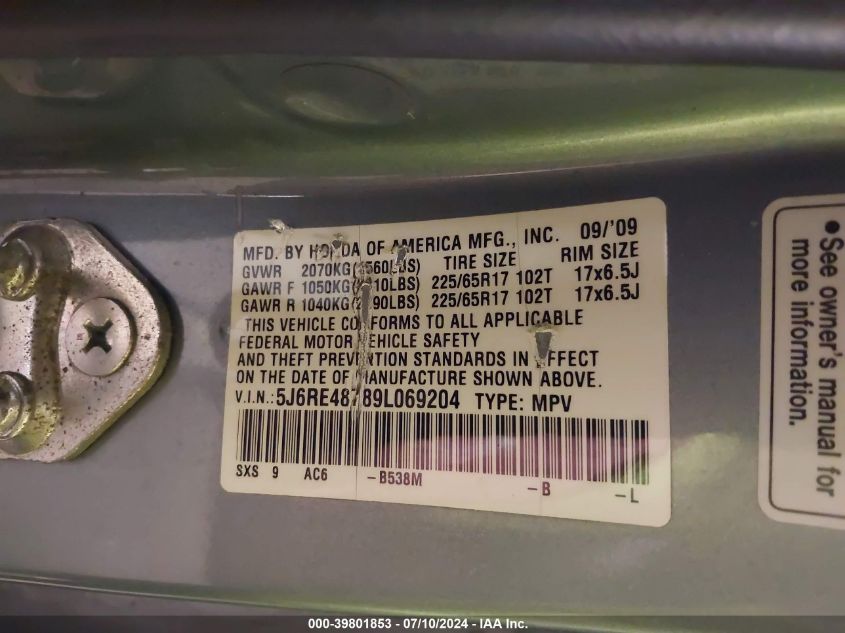 MFD. BY HONDA OF AMERICA MFG., INC. 09/'09
GVWR 2070KG(4560LBS) TIRE SIZE RIM SIZE
GAWR F 1050KG(2310LBS) 225/65R17 102T 17x6.5J
GAWR R 1040KG(2290LBS) 225/65R17 102T 17x6.5J
THIS VEHICLE CONFORMS TO ALL APPLICABLE
FEDERAL MOTOR VEHICLE SAFETY
AND THEFT PREVENTION STANDARDS IN EFFECT
ON THE DATE OF MANUFACTURE SHOWN ABOVE.
V.I.N.:5J6RE48789L069204 TYPE: MPV
SXS 9 AC6 -B538M -B -L
●See owner's manual for
more information.
000-39801853 - 07/10/2024 - IAA Inc.